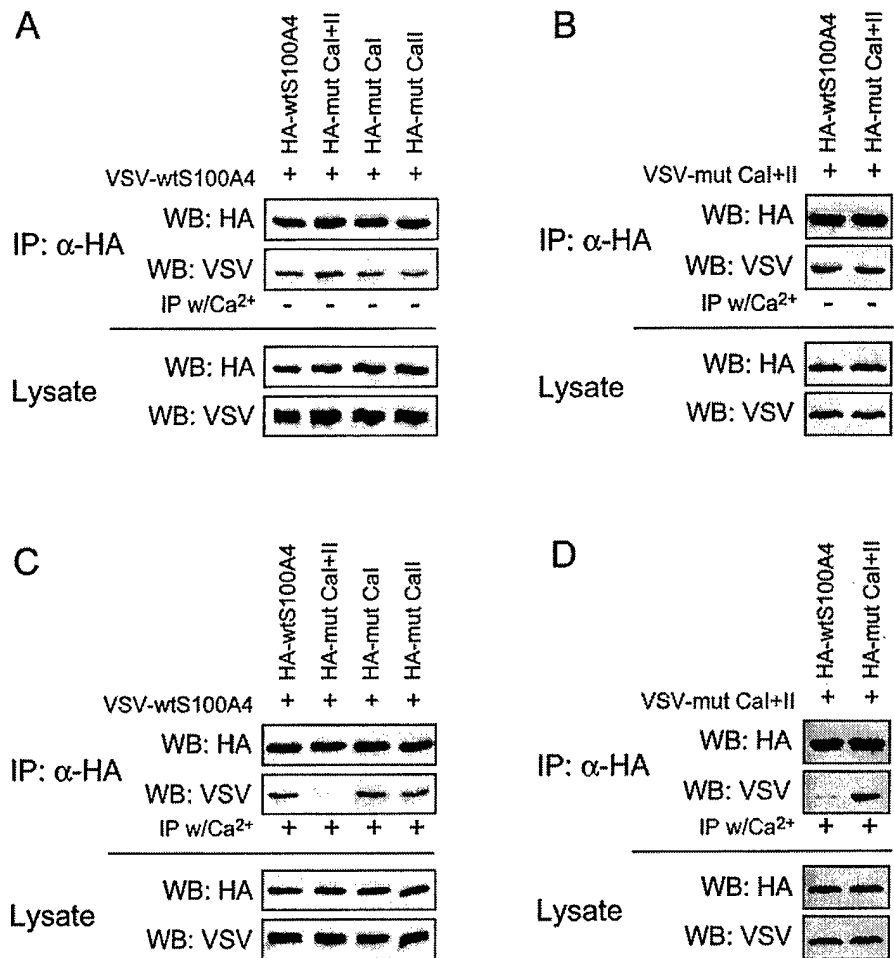 A
HA-wtS100A4
HA-mut CaI+II
HA-mut CaI
HA-mut CaII
VSV-wtS100A4 + + + +
IP: α-HA
WB: HA
WB: VSV
IP w/Ca²⁺ - - - -
Lysate
WB: HA
WB: VSV
B
HA-wtS100A4
HA-mut CaI+II
VSV-mut CaI+II + +
IP: α-HA
WB: HA
WB: VSV
IP w/Ca²⁺ - -
Lysate
WB: HA
WB: VSV
C
HA-wtS100A4
HA-mut CaI+II
HA-mut CaI
HA-mut CaII
VSV-wtS100A4 + + + +
IP: α-HA
WB: HA
WB: VSV
IP w/Ca²⁺ + + + +
Lysate
WB: HA
WB: VSV
D
HA-wtS100A4
HA-mut CaI+II
VSV-mut CaI+II + +
IP: α-HA
WB: HA
WB: VSV
IP w/Ca²⁺ + +
Lysate
WB: HA
WB: VSV